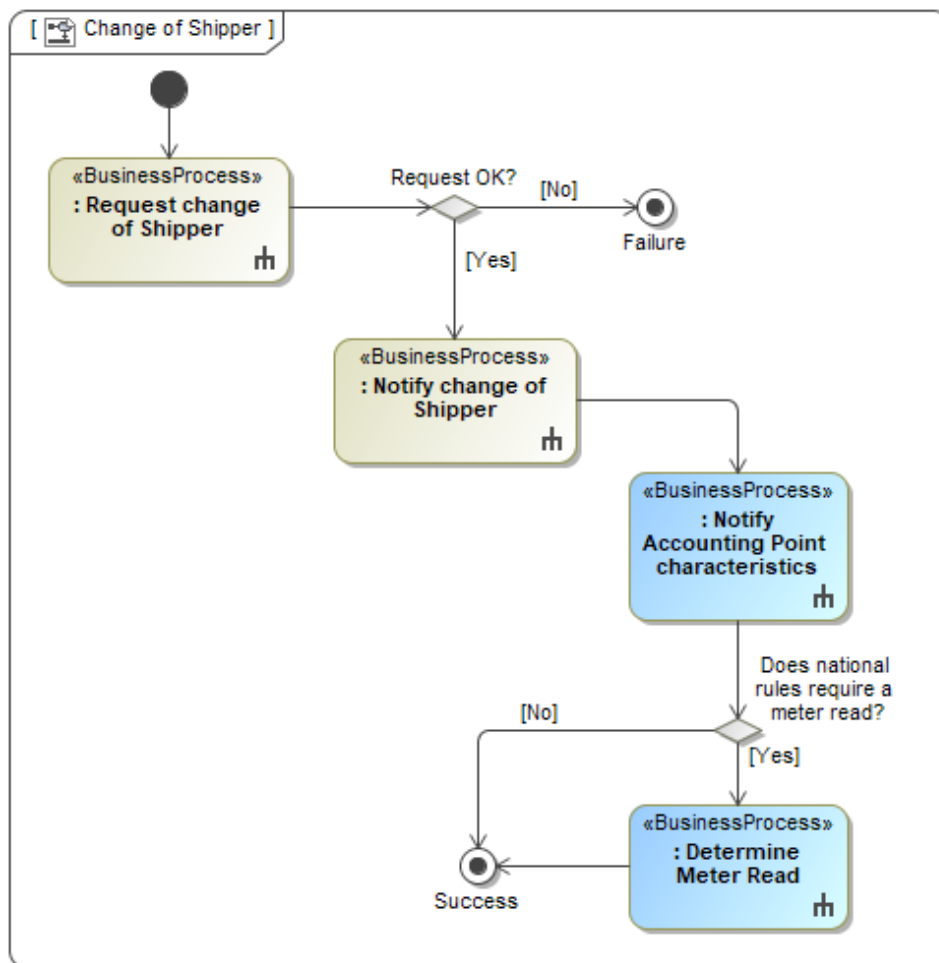 [ Change of Shipper ]
«BusinessProcess»
: Request change
of Shipper
Request OK?
[No]
Failure
[Yes]
«BusinessProcess»
: Notify change of
Shipper
«BusinessProcess»
: Notify
Accounting Point
characteristics
Does national
rules require a
meter read?
[No]
[Yes]
«BusinessProcess»
: Determine
Meter Read
Success